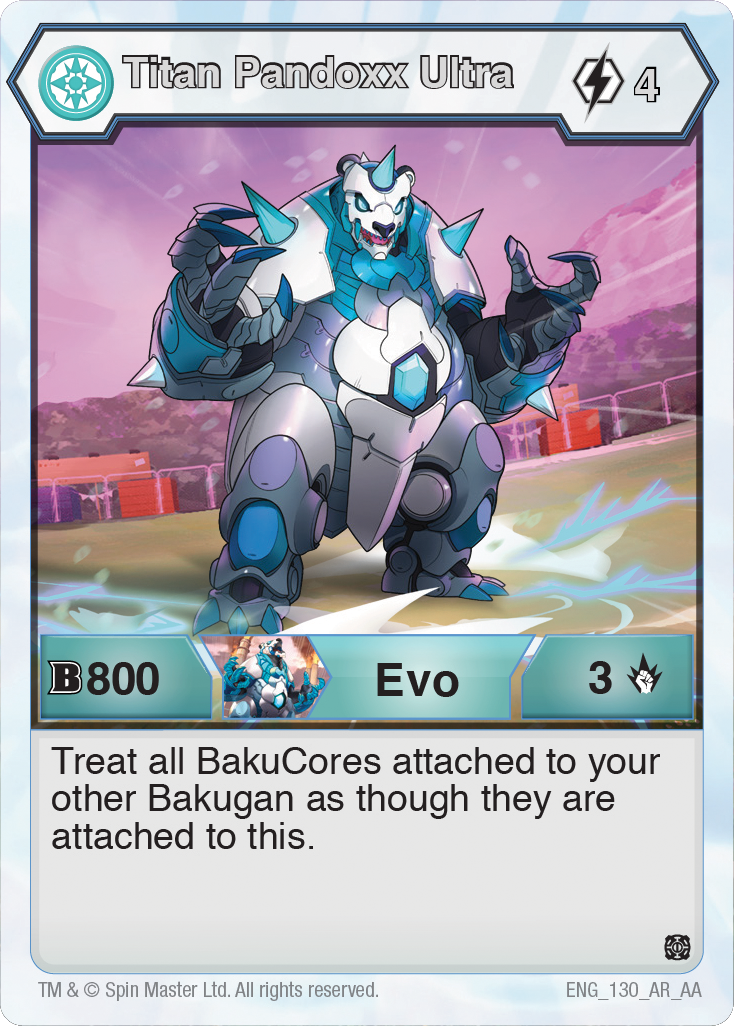 Titan Pandoxx Ultra
4
B 800
Evo
3
Treat all BakuCores attached to your
other Bakugan as though they are
attached to this.
TM & © Spin Master Ltd. All rights reserved.
ENG_130_AR_AA